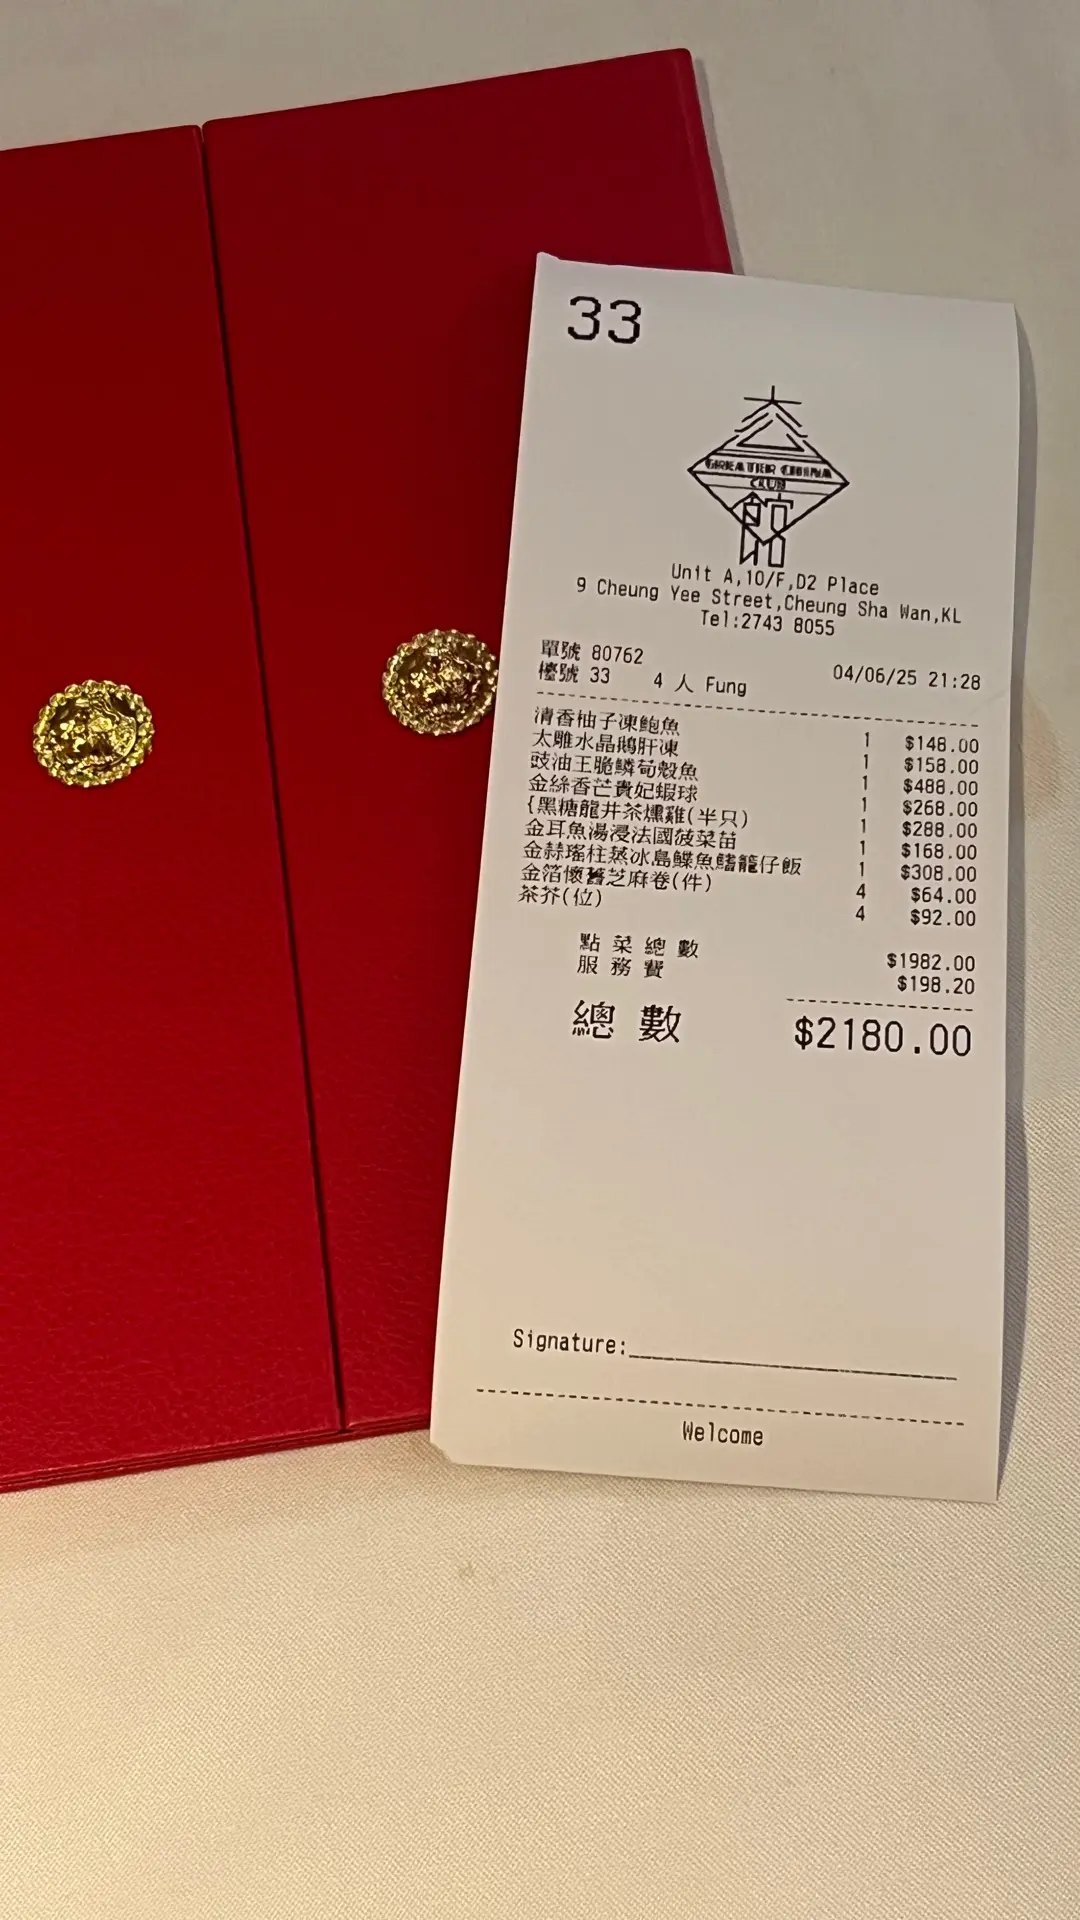 33
大
GREATER CHINA
CLUB
館
Unit A,10/F,D2 Place
9 Cheung Yee Street,Cheung Sha Wan,KL
Tel:2743 8055
單號 80762 04/06/25 21:28
檯號 33 4 人 Fung
清香柚子凍鮑魚 1 $148.00
太雕水晶鵝肝凍 1 $158.00
豉油王脆鱗荀殼魚 1 $488.00
金絲香芒貴妃蝦球 1 $268.00
{黑糖龍井茶燻雞(半只) 1 $288.00
金耳魚湯浸法國菠菜苗 1 $168.00
金蒜瑤柱蒸冰島鰈魚鰭籠仔飯 1 $308.00
金箔懷舊芝麻卷(件) 4 $64.00
茶芥(位) 4 $92.00
點菜總數 $1982.00
服務費 $198.20
總數 $2180.00
Signature:
Welcome